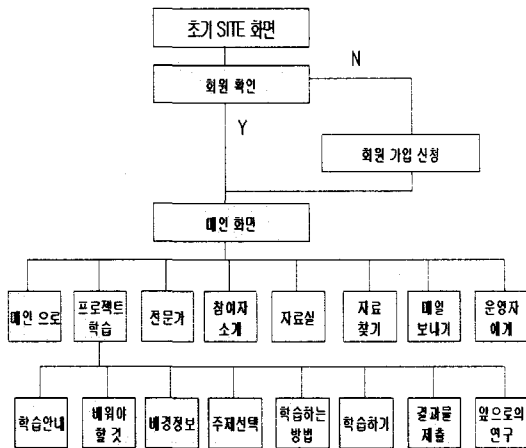 초기 SITE 화면
회원 확인
N
Y
회원 가입 신청
메인 화면
메인 으로
프로젝트
학습
전문가
참여자
소개
자료실
자료
찾기
메일
보내기
운영자
에게
학습안내
배워야
할 것
배경정보
주제선택
학습하는
방법
학습하기
결과물
제출
앞으로의
연구